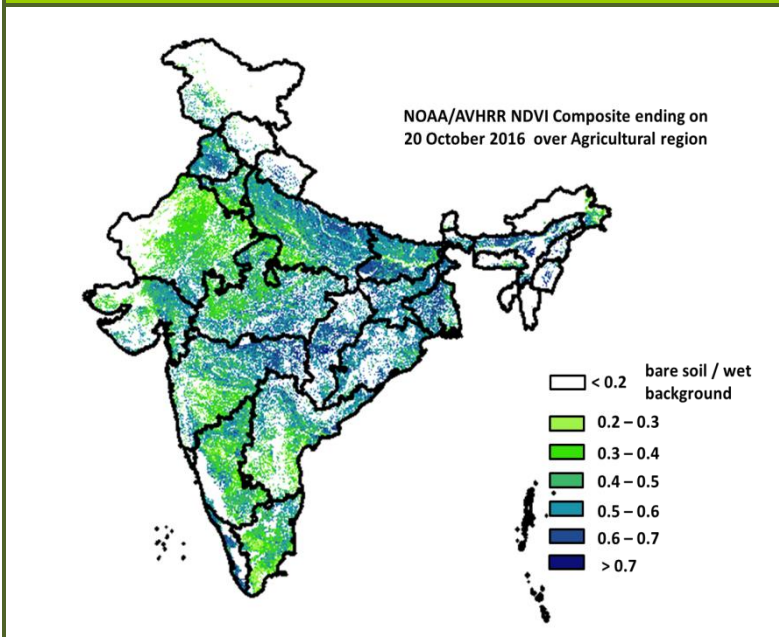 NOAA/AVHRR NDVI Composite ending on
20 October 2016 over Agricultural region
< 0.2
bare soil / wet
background
0.2 – 0.3
0.3 – 0.4
0.4 – 0.5
0.5 – 0.6
0.6 – 0.7
> 0.7